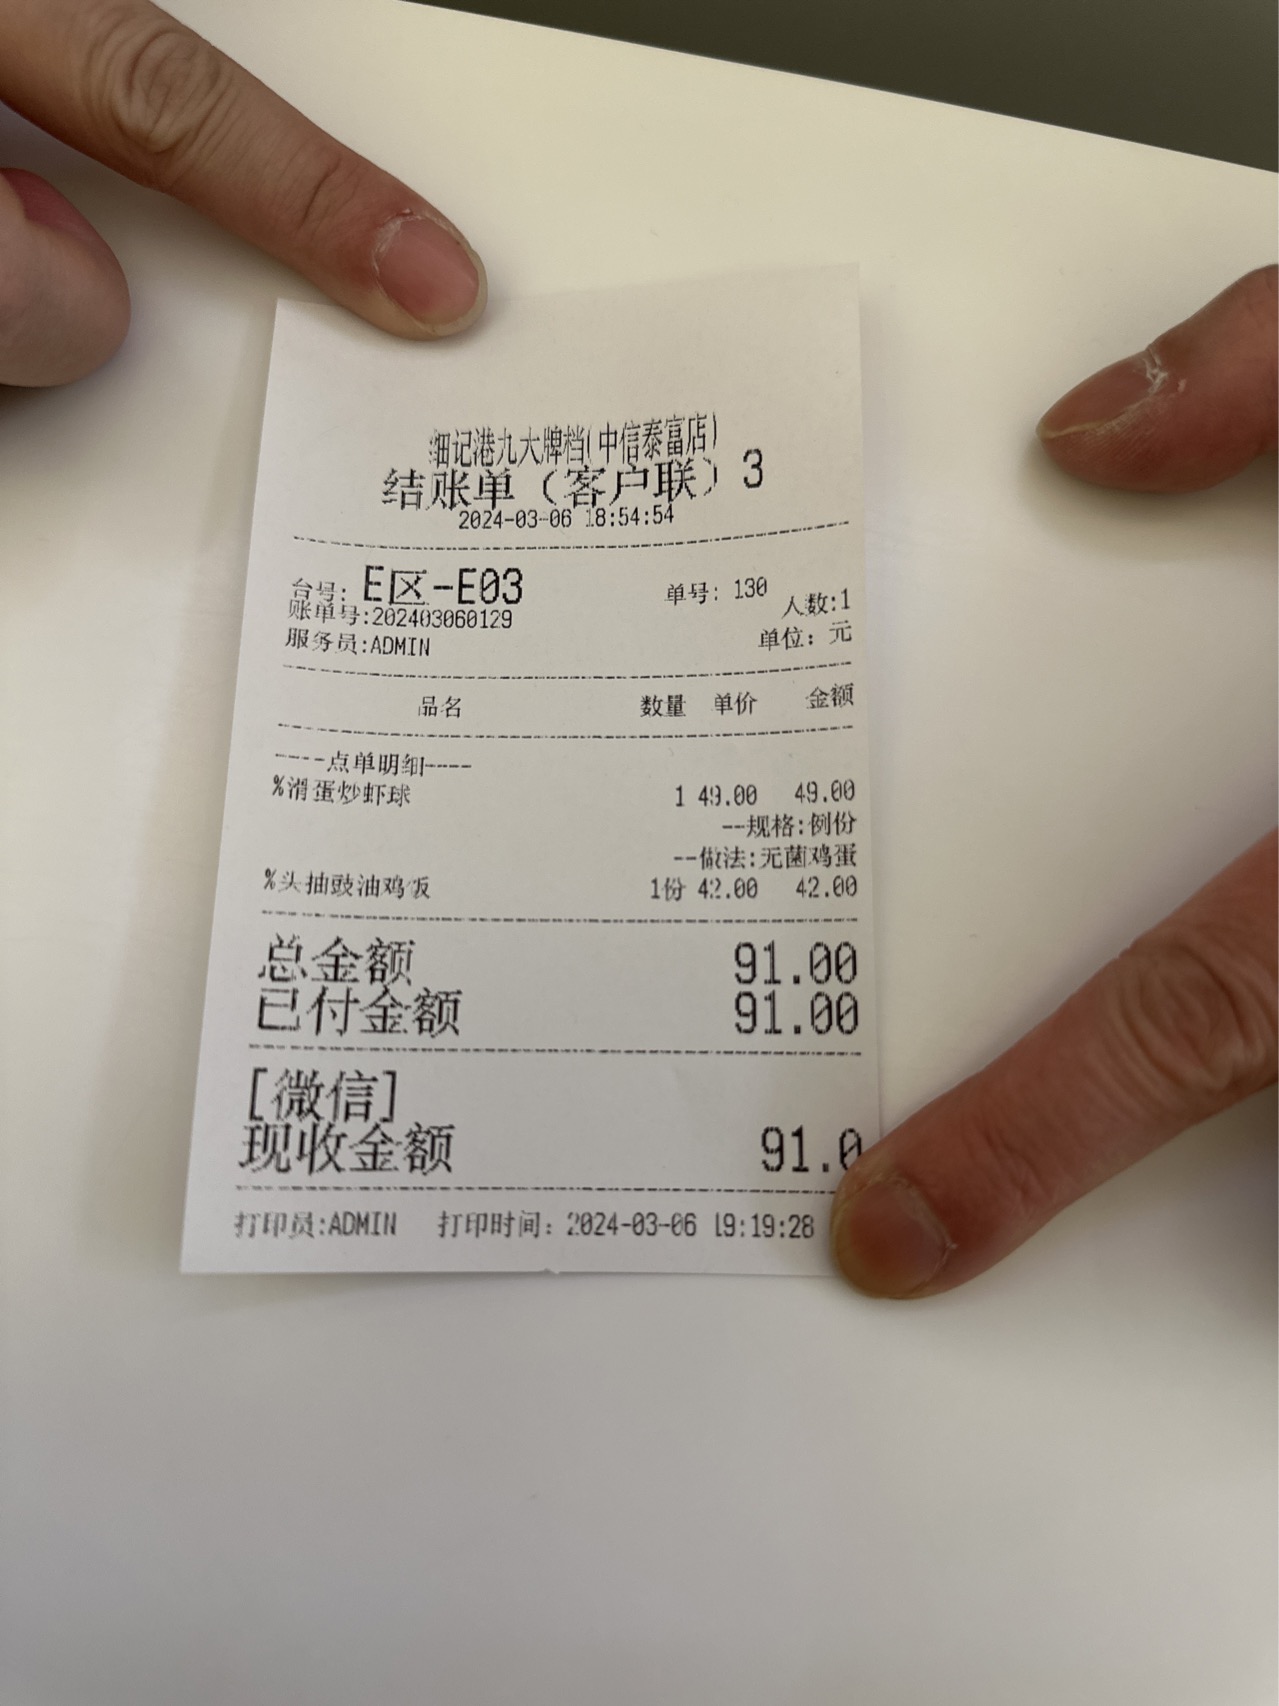 细记港九大牌档(中信泰富店)
结账单（客户联）3
2024-03-06 18:54:54
台号: E区-E03 单号: 130
账单号:202403060129 人数:1
服务员:ADMIN 单位: 元
品名 数量 单价 金额
----点单明细----
%滑蛋炒虾球 1 49.00 49.00
--规格:例份
--做法:无菌鸡蛋
%头抽豉油鸡饭 1份 42.00 42.00
总金额 91.00
已付金额 91.00
[微信]
现收金额 91.0
打印员:ADMIN 打印时间: 2024-03-06 19:19:28